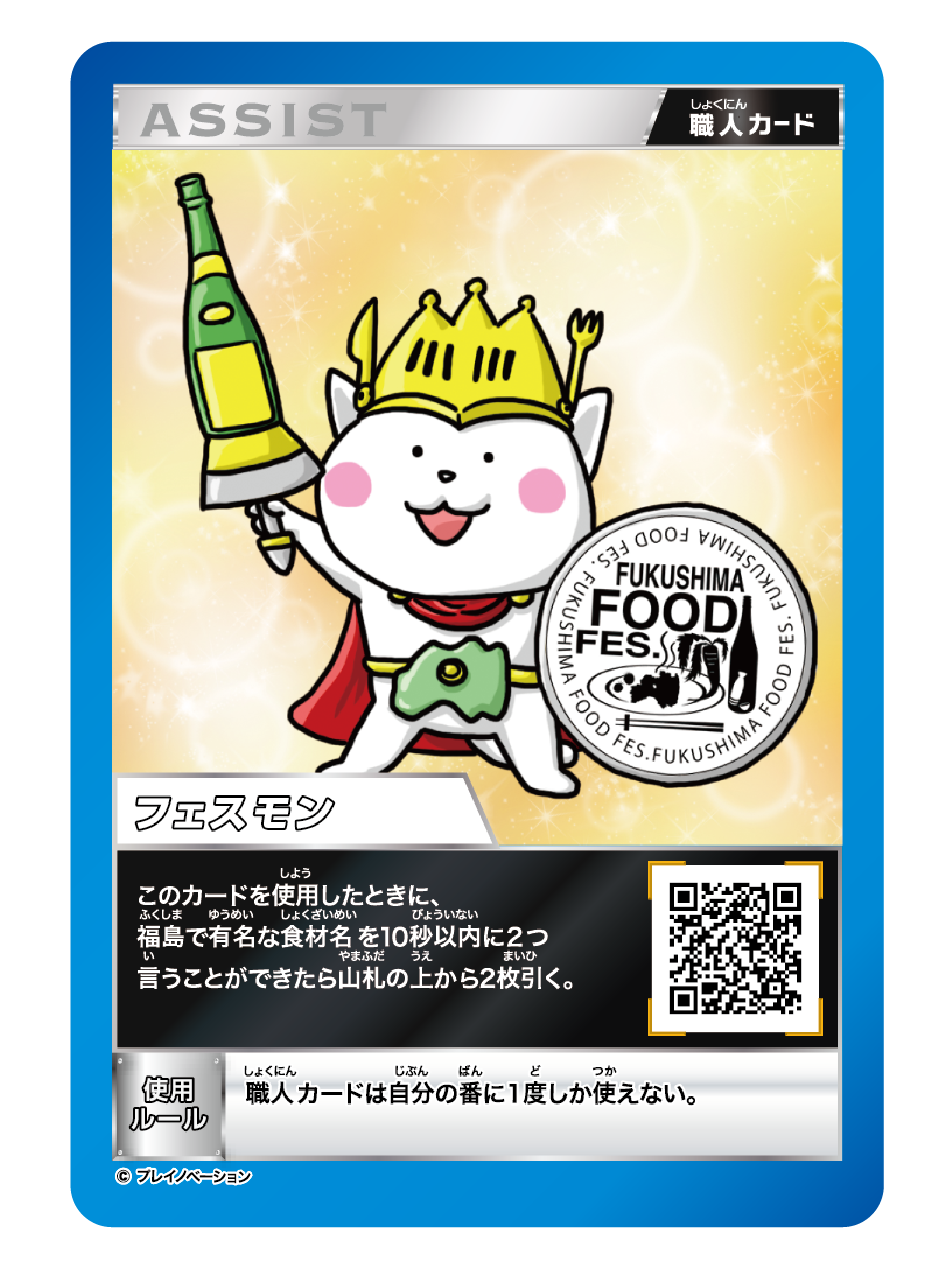 ASSIST
しょくにん
職人カード
FUKUSHIMA FOOD FES. FUKUSHIMA FOOD FES. FUKUSHIMA FOOD FES.
FUKUSHIMA
FOOD
FES.
フェスモン
しよう
このカードを使用したときに、
ふくしま ゆうめい しょくざいめい びょういない
福島で有名な食材名を10秒以内に2つ
い やまふだ うえ まいひ
言うことができたら山札の上から2枚引く。
使用
ルール
しょくにん じぶん ばん ど つか
職人カードは自分の番に1度しか使えない。
© プレイノベーション